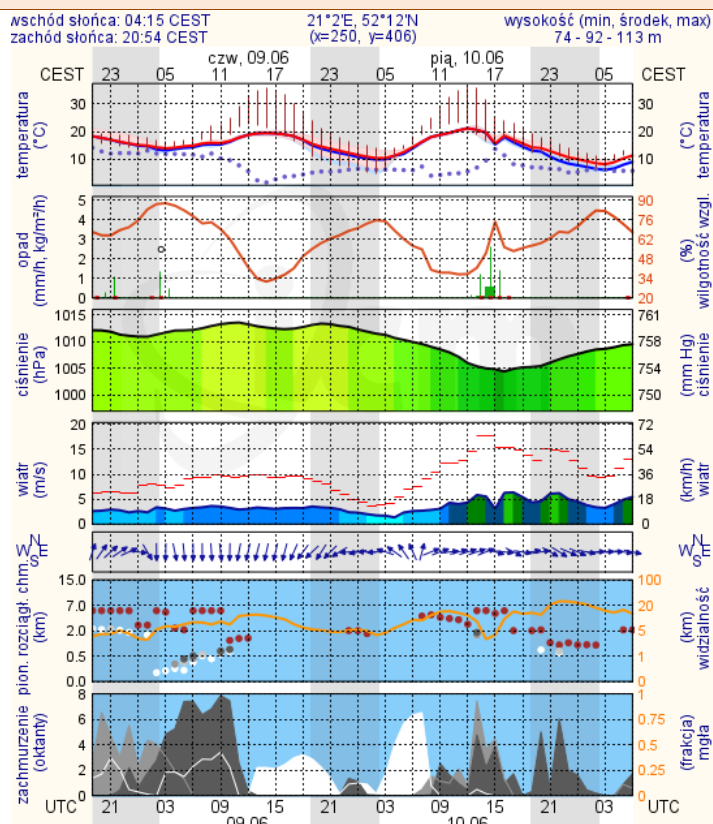 wschód słońca: 04:15 CEST 21°2'E, 52°12'N wysokość (min, środek, max)
zachód słońca: 20:54 CEST (x=250, y=406) 74 - 92 - 113 m
czw, 09.06 pią, 10.06
CEST 23 05 11 17 23 05 11 17 23 05 CEST
temperatura (°C)
30 20 10
30 20 10
temperatura (°C)
opad (mm/h, kg/m²/h)
5 4 3 2 1 0
90 76 62 48 34 20
(%) wilgotność wzgl.
ciśnienie (hPa)
1015 1010 1005 1000
761 758 754 750
(mm Hg) ciśnienie
wiatr (m/s)
20 15 10 5 0
72 54 36 18 0
(km/h) wiatr
N W E S
N W E S
pion. rozciągł. chm. (km)
15.0 7.0 2.0 0.5 0.0
100 20 5 1 0
(km) widzialność
zachmurzenie (oktanty)
8 6 4 2 0
1 0.75 0.5 0.25 0
(frakcja) mgła
UTC 21 03 09 15 21 03 09 15 21 03 UTC
09.06 10.06